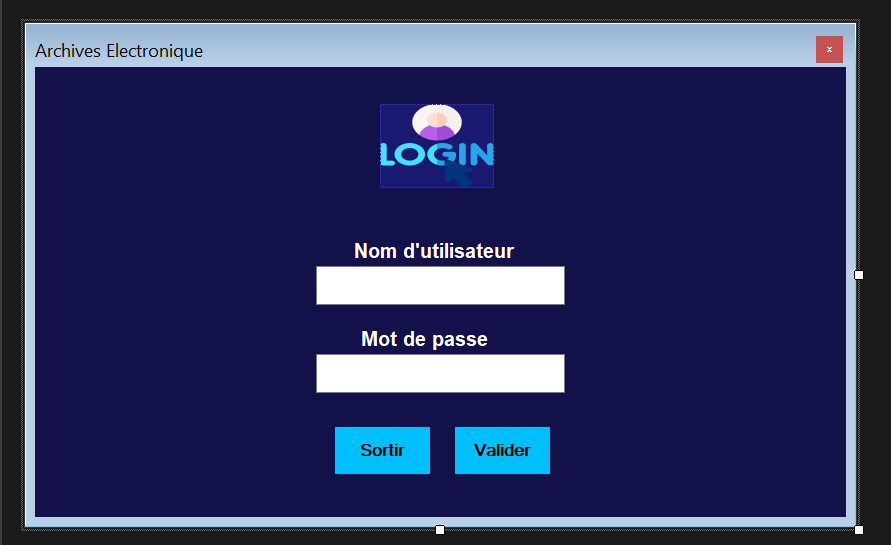 Archives Electronique
x
LOGIN
Nom d'utilisateur
Mot de passe
Sortir
Valider